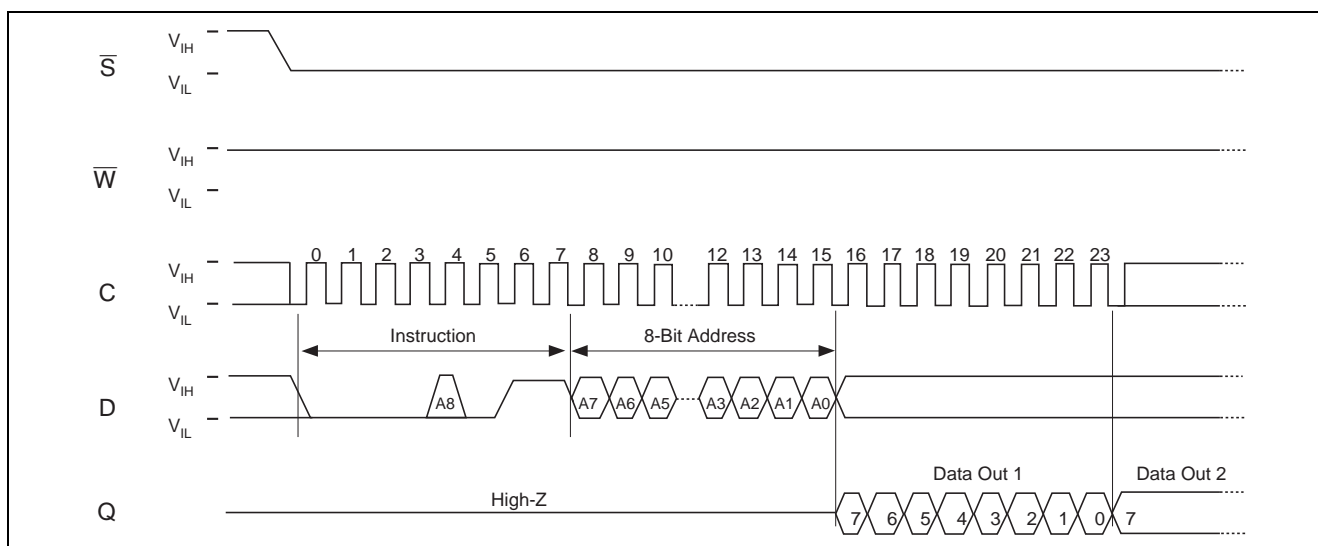 S̅ V_IH
V_IL
W̅ V_IH
V_IL
0 1 2 3 4 5 6 7 8 9 10 12 13 14 15 16 17 18 19 20 21 22 23
C V_IH
V_IL
Instruction 8-Bit Address
D V_IH
V_IL
A8 A7 A6 A5 A3 A2 A1 A0
Data Out 1 Data Out 2
Q High-Z
7 6 5 4 3 2 1 0 7